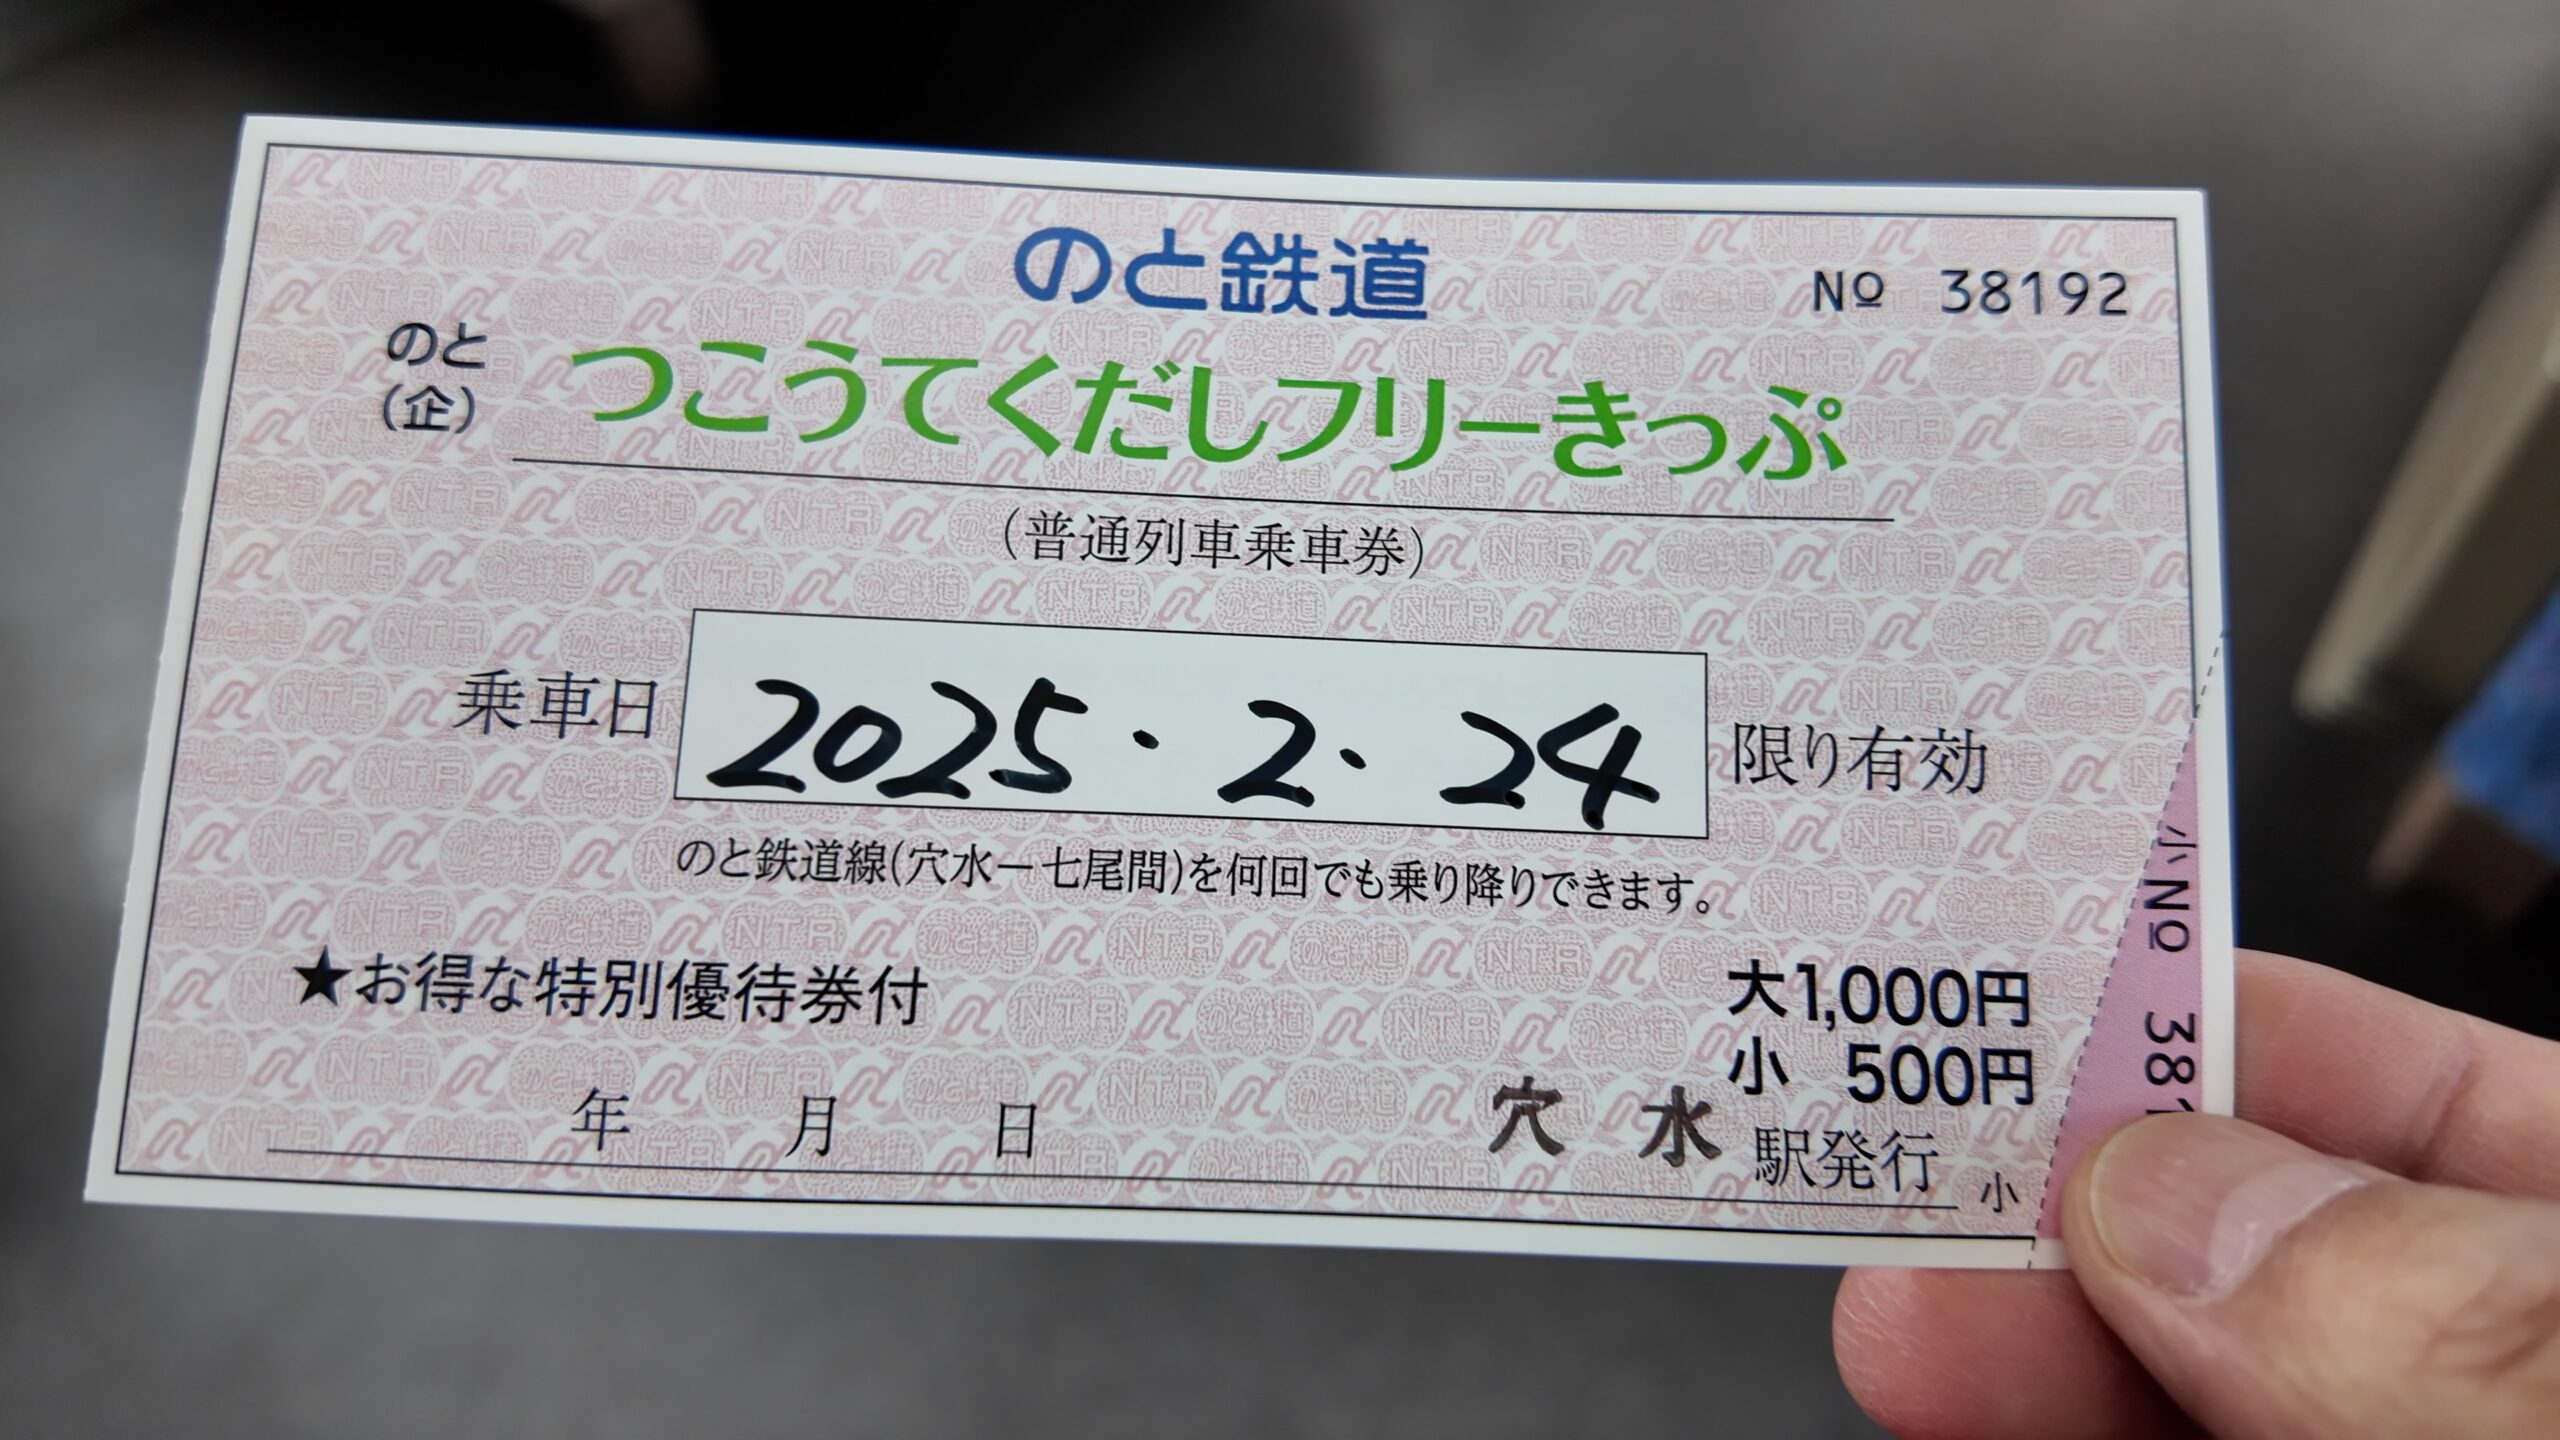 のと鉄道
№ 38192
のと
(企)
つこうてくだしフリーきっぷ
(普通列車乗車券)
乗車日 2025・2・24 限り有効
のと鉄道線(穴水ー七尾間)を何回でも乗り降りできます。
★お得な特別優待券付
大1,000円
小 500円
年 月 日
穴水 駅発行
小
小№ 381